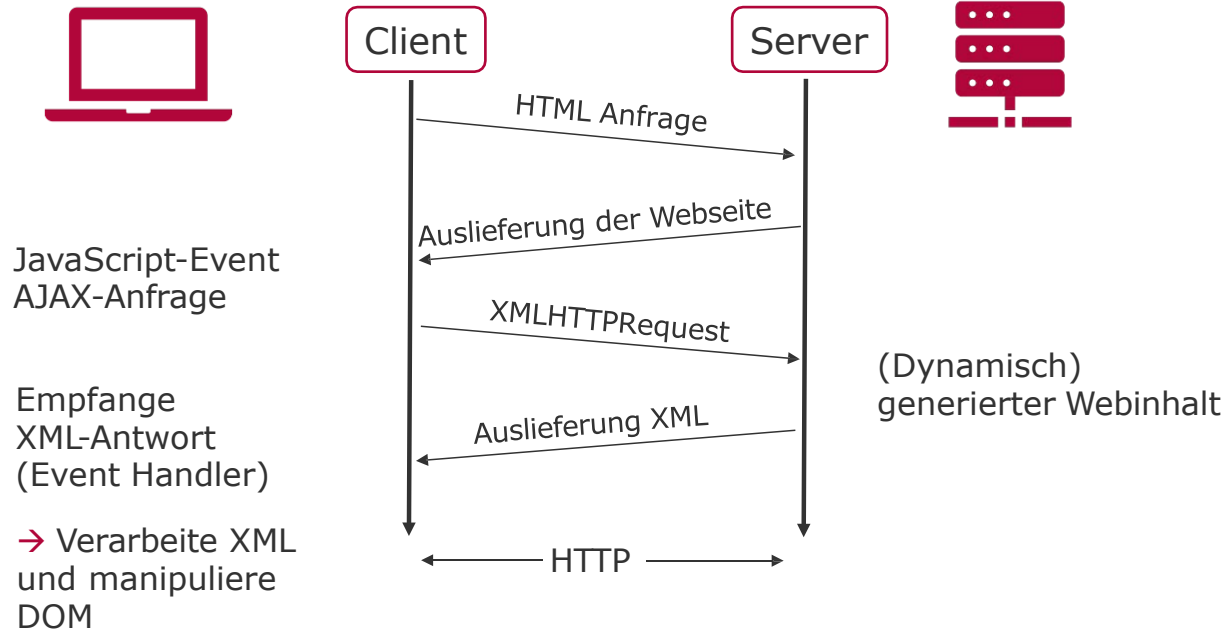 Client
Server
HTML Anfrage
Auslieferung der Webseite
JavaScript-Event
AJAX-Anfrage
XMLHTTPRequest
(Dynamisch)
generierter Webinhalt
Empfange
XML-Antwort
(Event Handler)
Auslieferung XML
→ Verarbeite XML
und manipuliere
DOM
HTTP